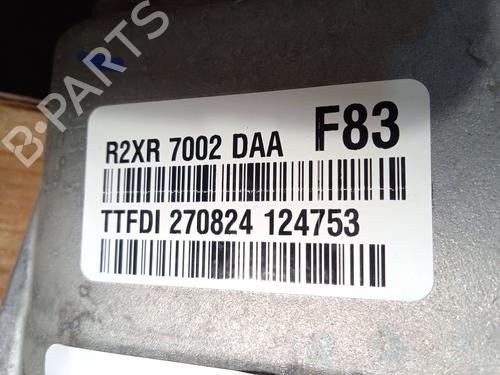 B-PARTS
R2XR 7002 DAA F83
TTFDI 270824 124753